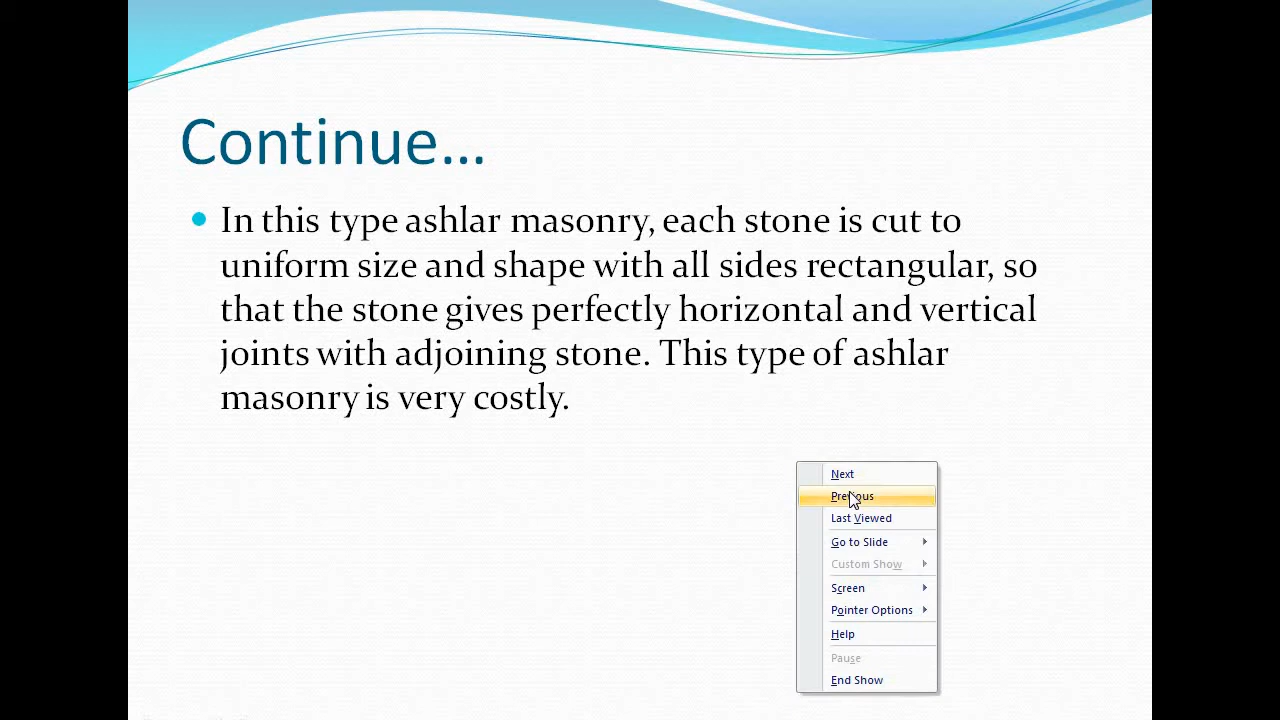 Continue...
• In this type ashlar masonry, each stone is cut to
uniform size and shape with all sides rectangular, so
that the stone gives perfectly horizontal and vertical
joints with adjoining stone. This type of ashlar
masonry is very costly.
Next
Previous
Last Viewed
Go to Slide
Custom Show
Screen
Pointer Options
Help
Pause
End Show